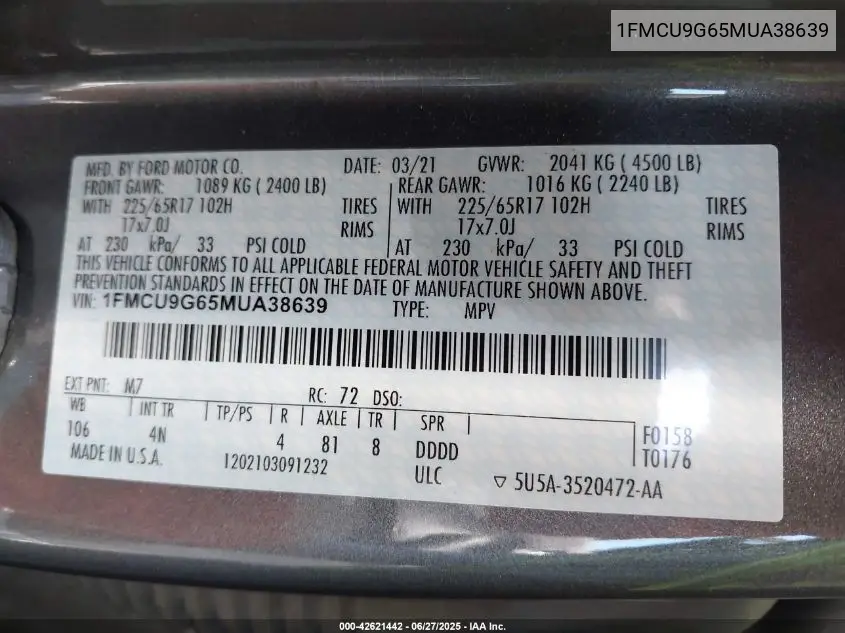 1FMCU9G65MUA38639
MFD. BY FORD MOTOR CO. DATE: 03/21 GVWR: 2041 KG ( 4500 LB)
FRONT GAWR: 1089 KG ( 2400 LB) REAR GAWR: 1016 KG ( 2240 LB)
WITH 225/65R17 102H TIRES WITH 225/65R17 102H TIRES
17x7.0J RIMS 17x7.0J RIMS
AT 230 kPa/ 33 PSI COLD AT 230 kPa/ 33 PSI COLD
THIS VEHICLE CONFORMS TO ALL APPLICABLE FEDERAL MOTOR VEHICLE SAFETY AND THEFT
PREVENTION STANDARDS IN EFFECT ON THE DATE OF MANUFACTURE SHOWN ABOVE.
VIN: 1FMCU9G65MUA38639 TYPE: MPV
EXT PNT: M7 RC: 72 DSO:
WB INT TR TP/PS R AXLE TR SPR
106 4N 4 81 8 DDDD F0158
MADE IN U.S.A. 1202103091232 ULC T0176
▽ 5U5A-3520472-AA
000-42621442 - 06/27/2025 - IAA Inc.